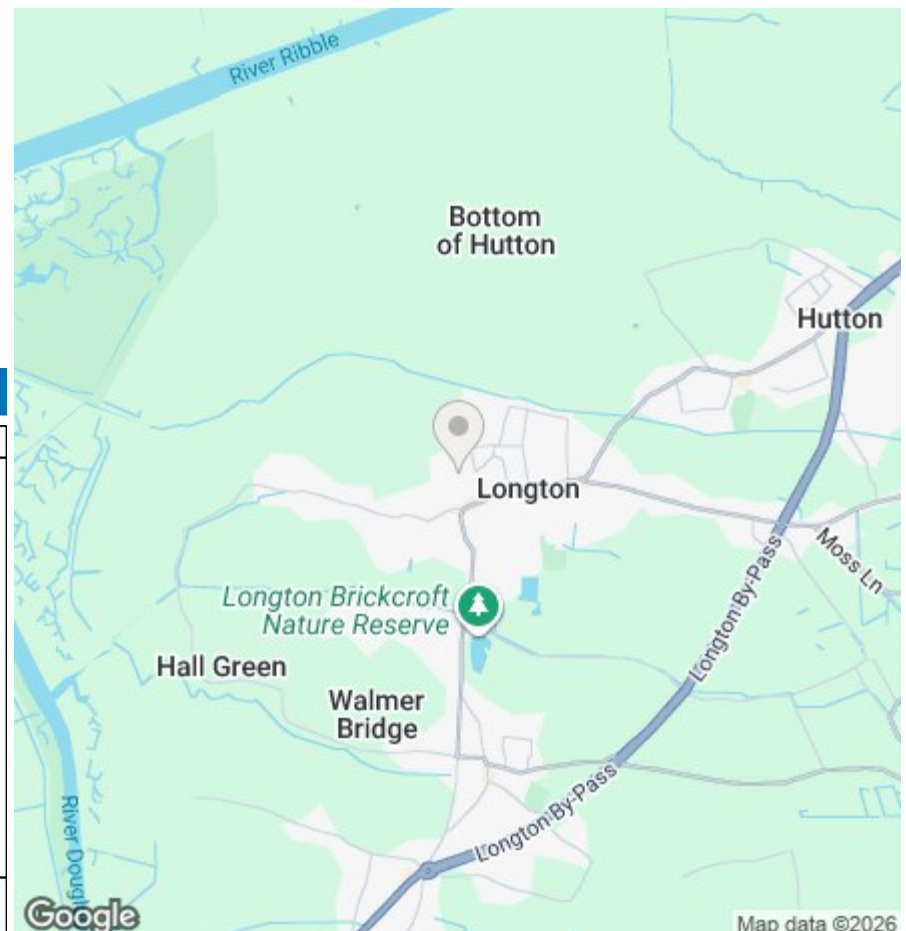 River Ribble
Bottom
of Hutton
Hutton
Longton
Moss Ln
Longton Brickcroft
Nature Reserve
Longton By-Pass
Hall Green
Walmer
Bridge
Longton By-Pass
River Dougl
Google
Map data ©2026